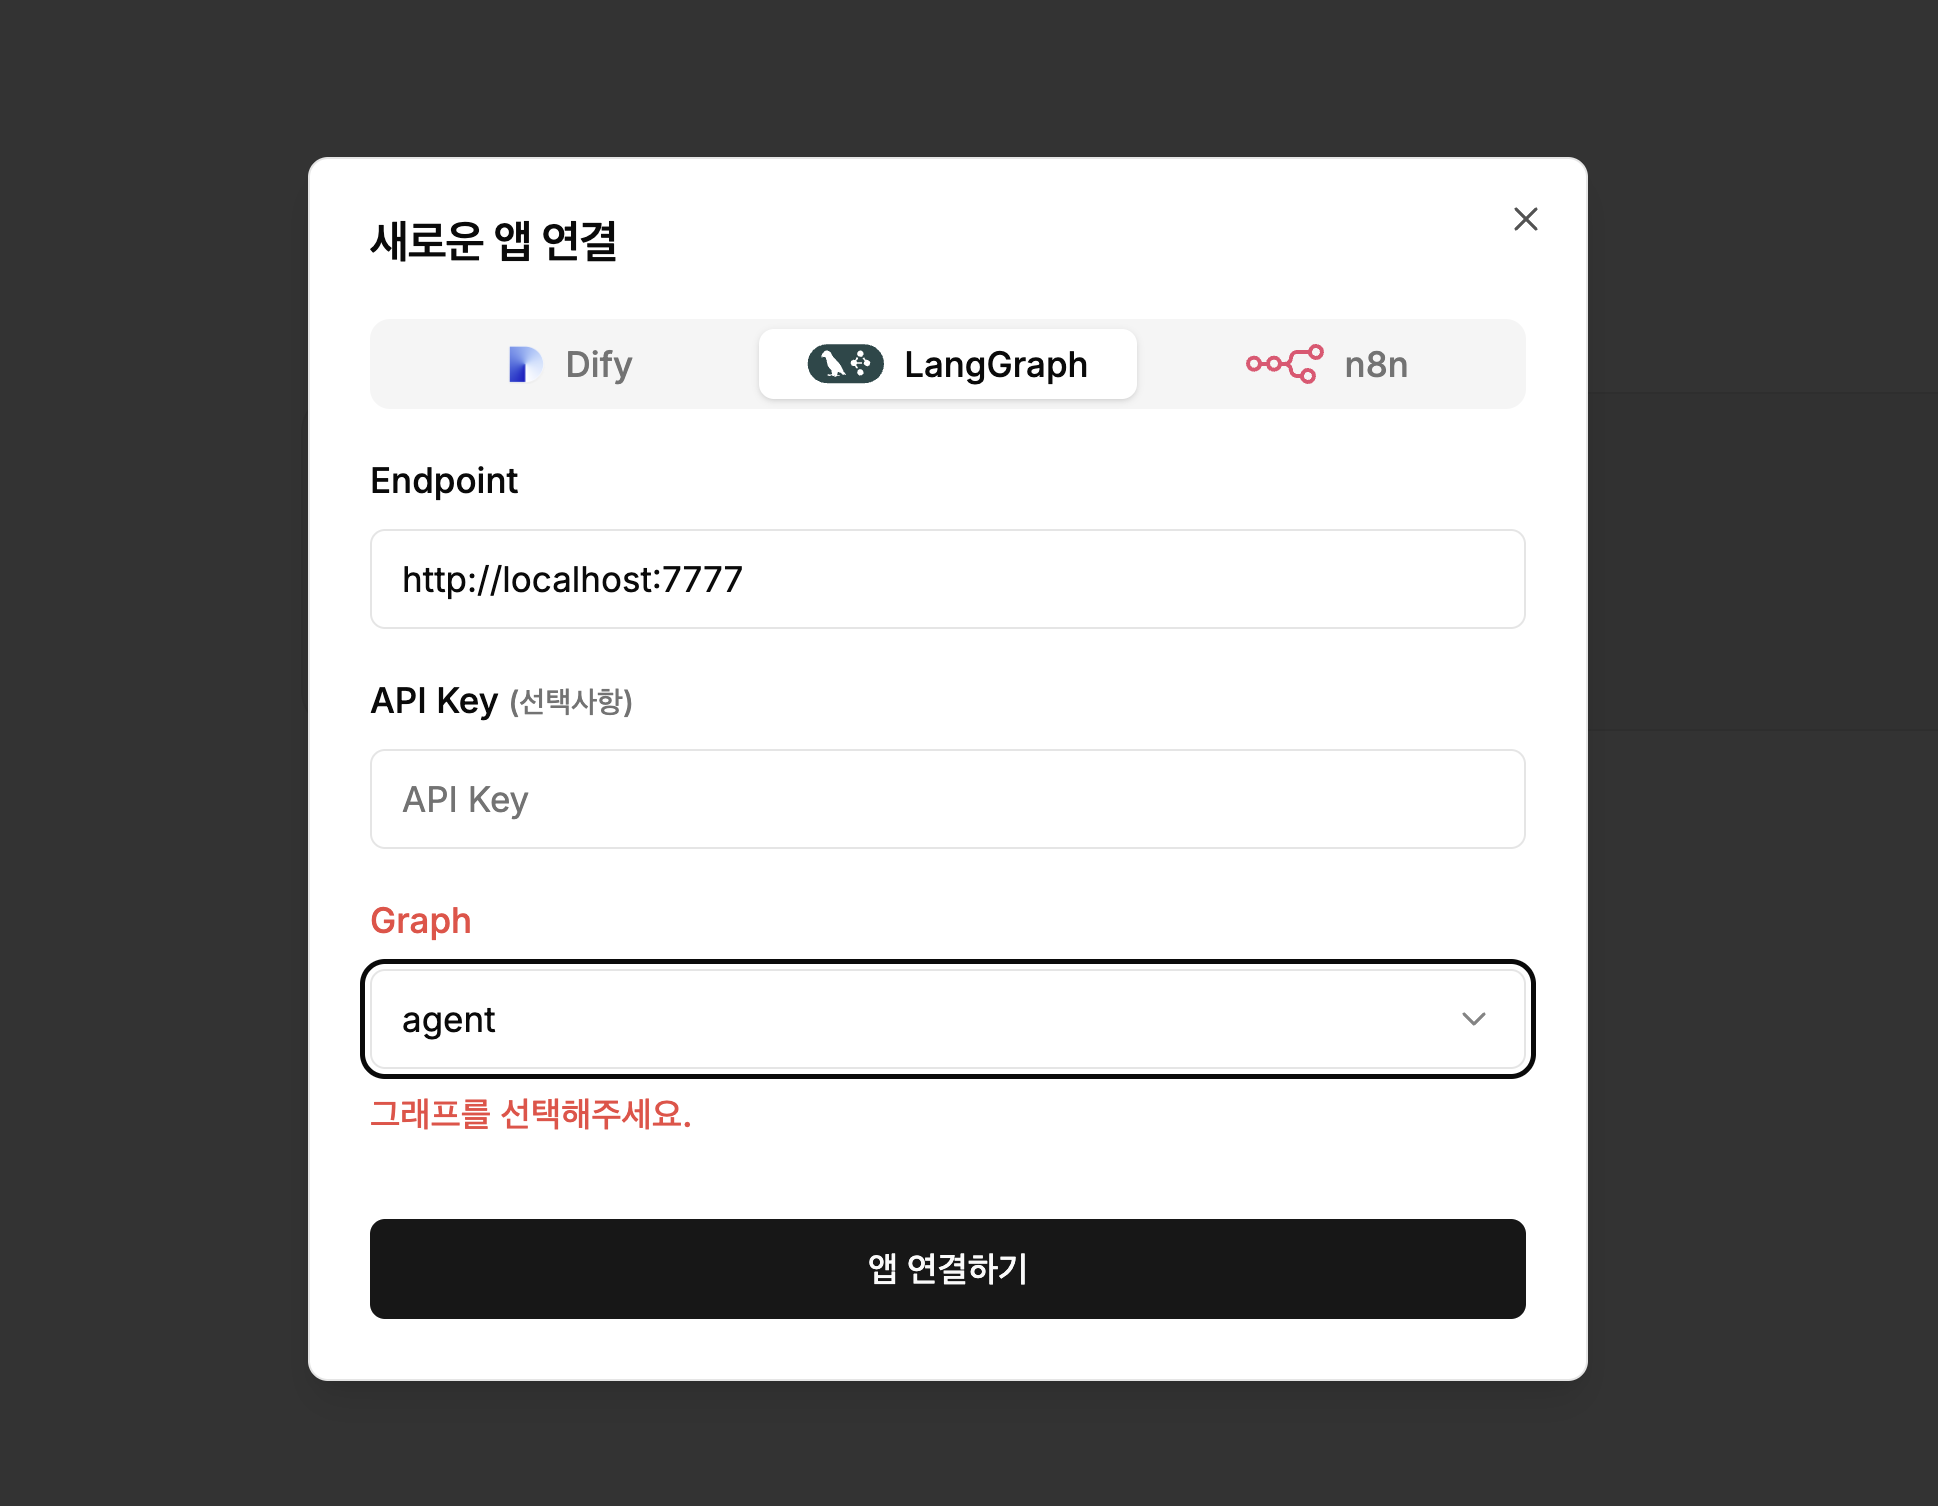 새로운 앱 연결
Dify LangGraph n8n
Endpoint
http://localhost:7777
API Key (선택사항)
API Key
Graph
agent
그래프를 선택해주세요.
앱 연결하기